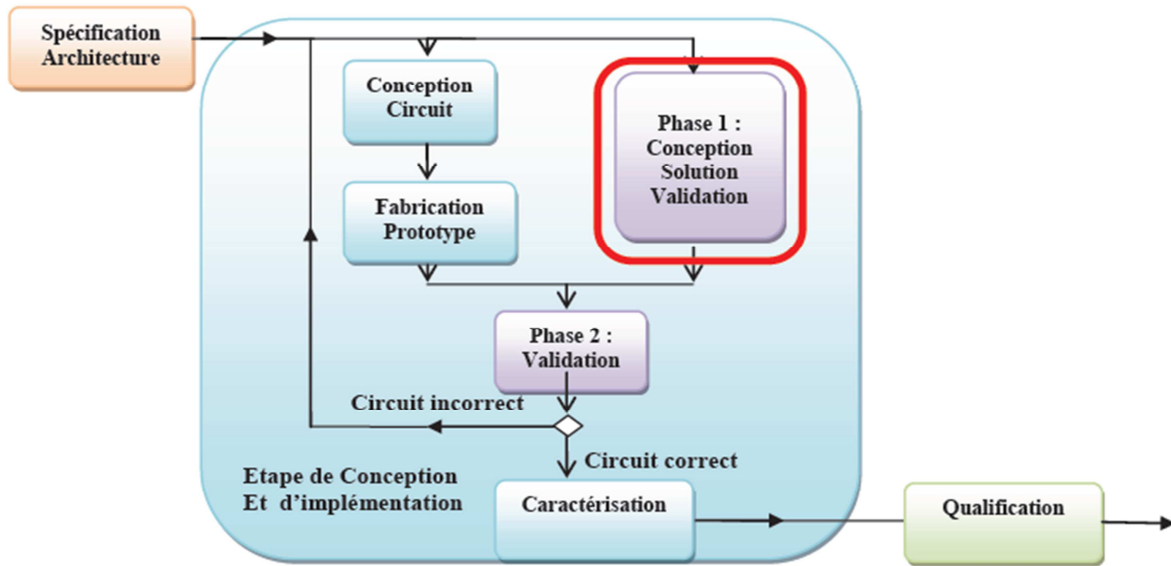 Spécification
Architecture
Conception
Circuit
Phase 1 :
Conception
Solution
Validation
Fabrication
Prototype
Phase 2 :
Validation
Circuit incorrect
Circuit correct
Etape de Conception
Et d'implémentation
Caractérisation
Qualification